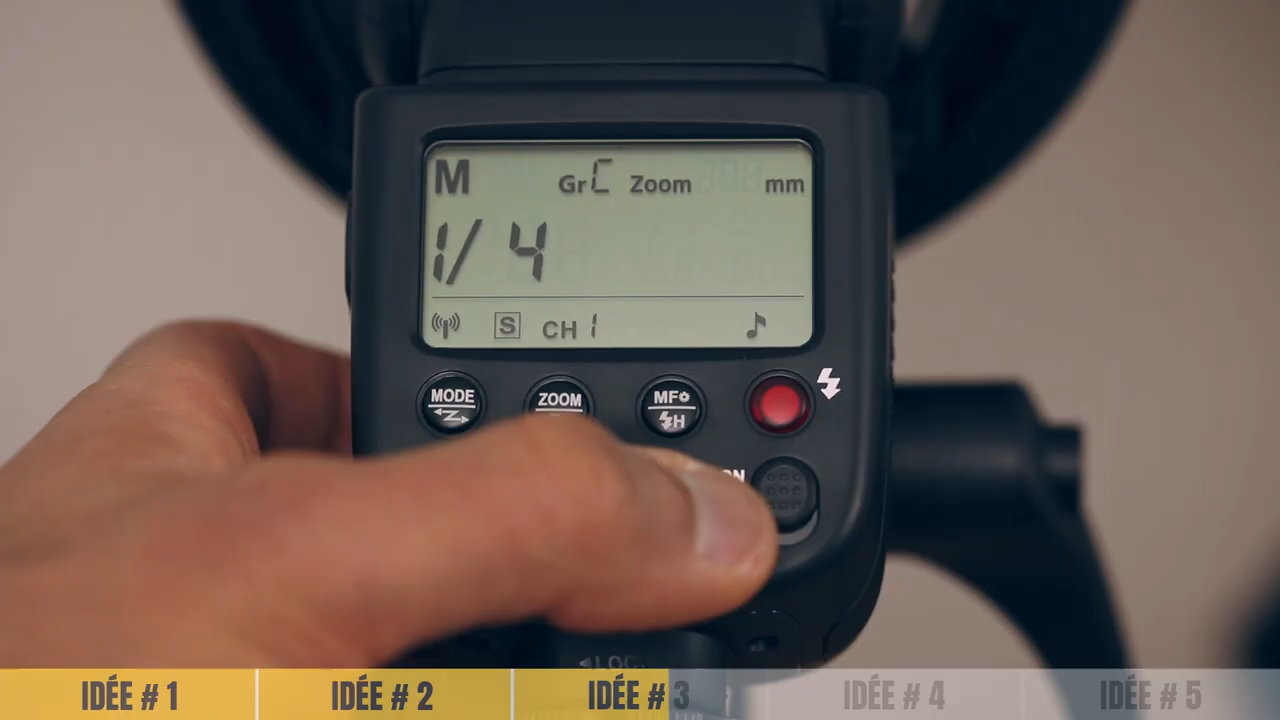 M GrC Zoom mm
1/ 4
S CH 1
MODE ZOOM MF
H
IDÉE # 1 IDÉE # 2 IDÉE # 3 IDÉE # 4 IDÉE # 5